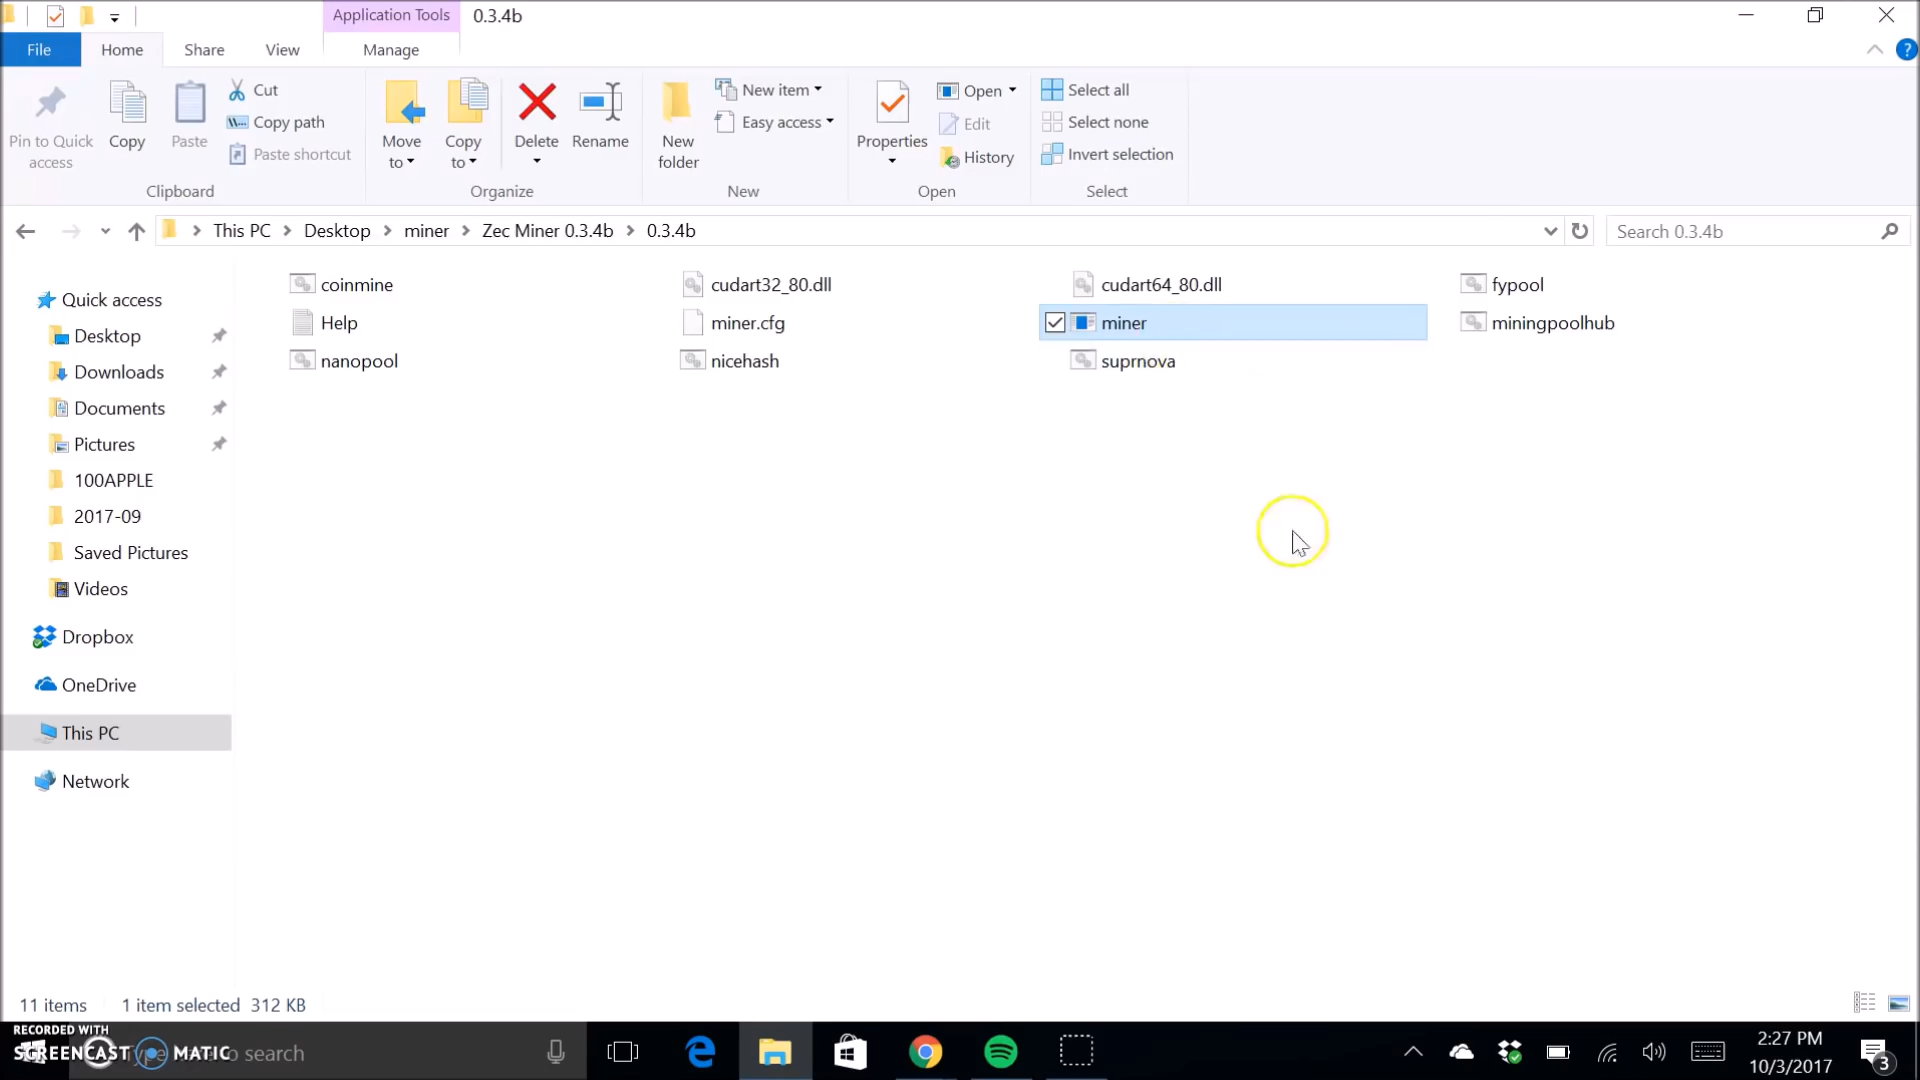 Application Tools 0.3.4b
File Home Share View Manage
Pin to Quick access
Copy
Paste
Cut
Copy path
Paste shortcut
Clipboard
Move to
Copy to
Delete
Rename
Organize
New folder
New item
Easy access
New
Properties
Open
Edit
History
Open
Select all
Select none
Invert selection
Select
This PC Desktop miner Zec Miner 0.3.4b 0.3.4b
Search 0.3.4b
Quick access
Desktop
Downloads
Documents
Pictures
100APPLE
2017-09
Saved Pictures
Videos
Dropbox
OneDrive
This PC
Network
coinmine cudart32_80.dll cudart64_80.dll fypool
Help miner.cfg miner miningpoolhub
nanopool nicehash suprnova
11 items 1 item selected 312 KB
RECORDED WITH
SCREENCAST MATIC
to search
2:27 PM
10/3/2017
3